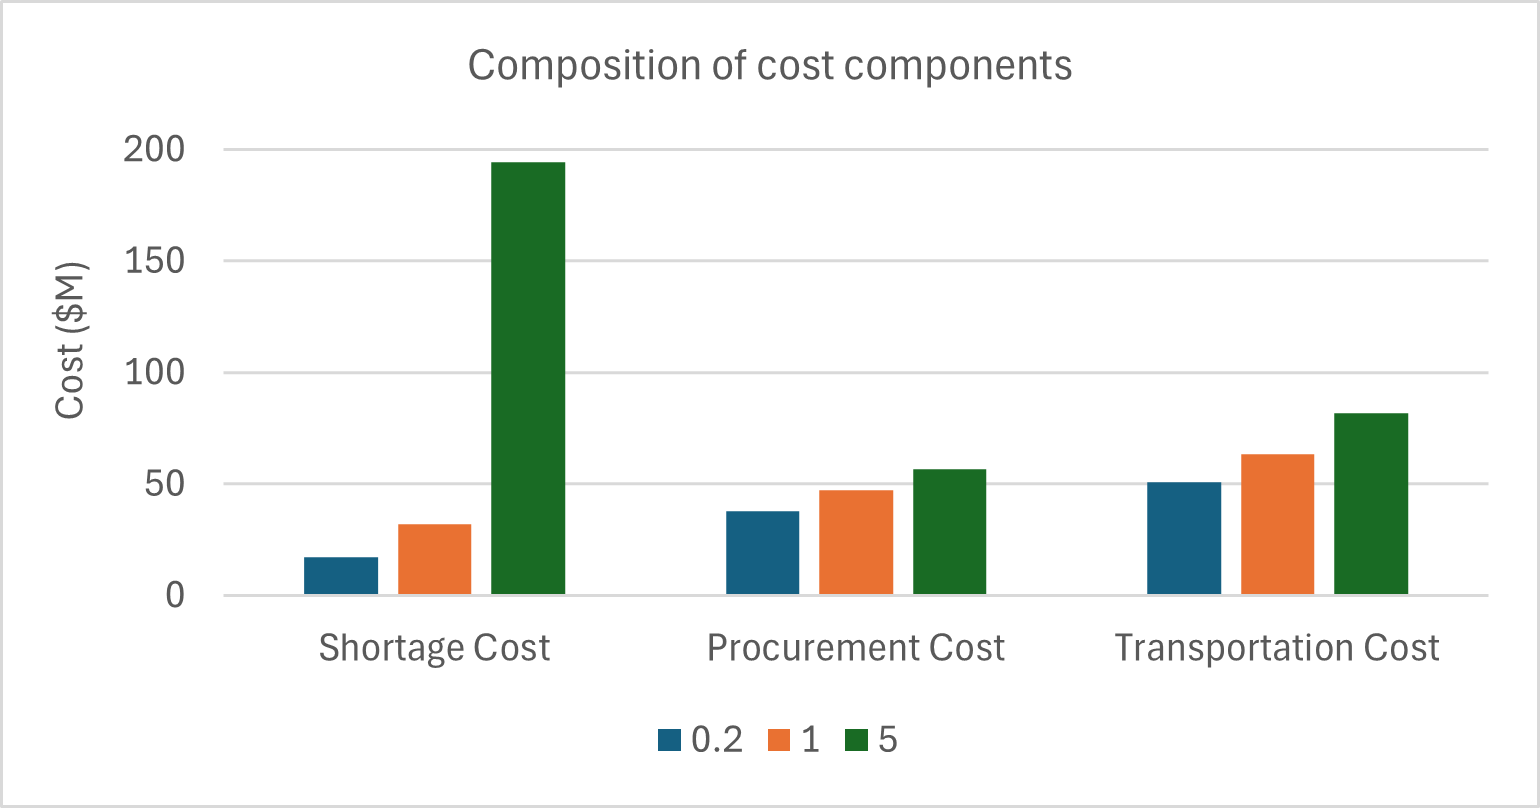 Composition of cost components
200
150
100
50
0
Cost ($M)
Shortage Cost Procurement Cost Transportation Cost
0.2 1 5